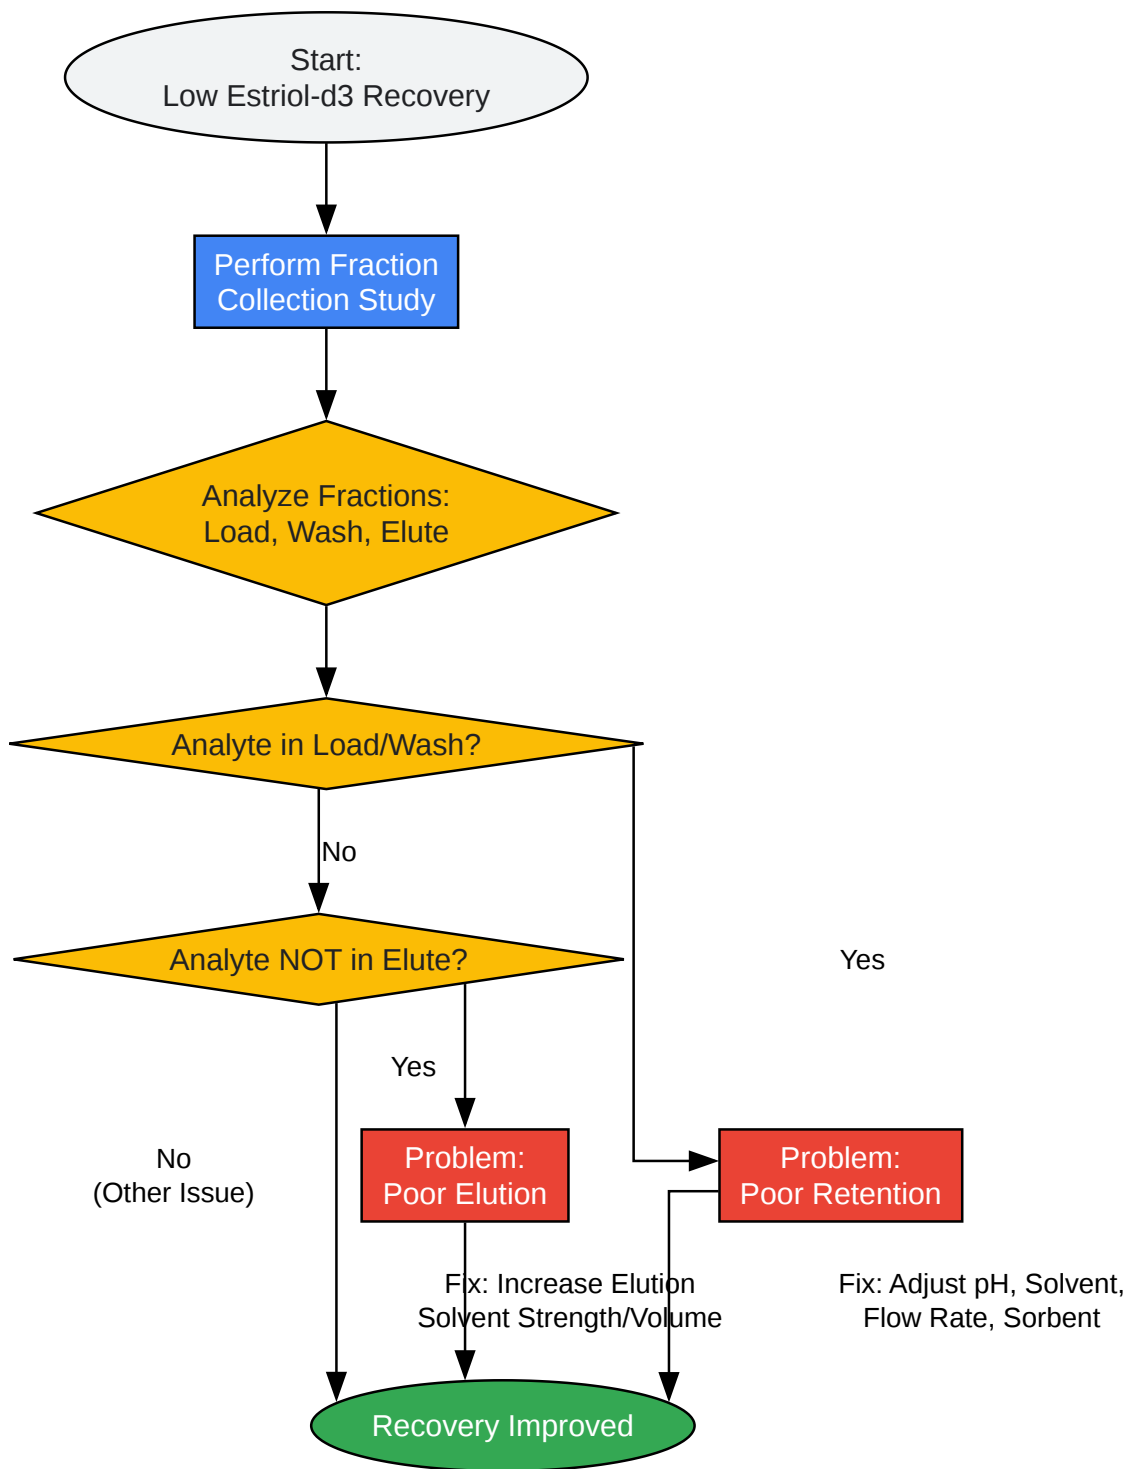 Start:
Low Estriol-d3 Recovery
Perform Fraction
Collection Study
Analyze Fractions:
Load, Wash, Elute
Analyte in Load/Wash?
No
Analyte NOT in Elute?
Yes
Yes
No
(Other Issue)
Problem:
Poor Elution
Problem:
Poor Retention
Fix: Increase Elution
Solvent Strength/Volume
Fix: Adjust pH, Solvent,
Flow Rate, Sorbent
Recovery Improved